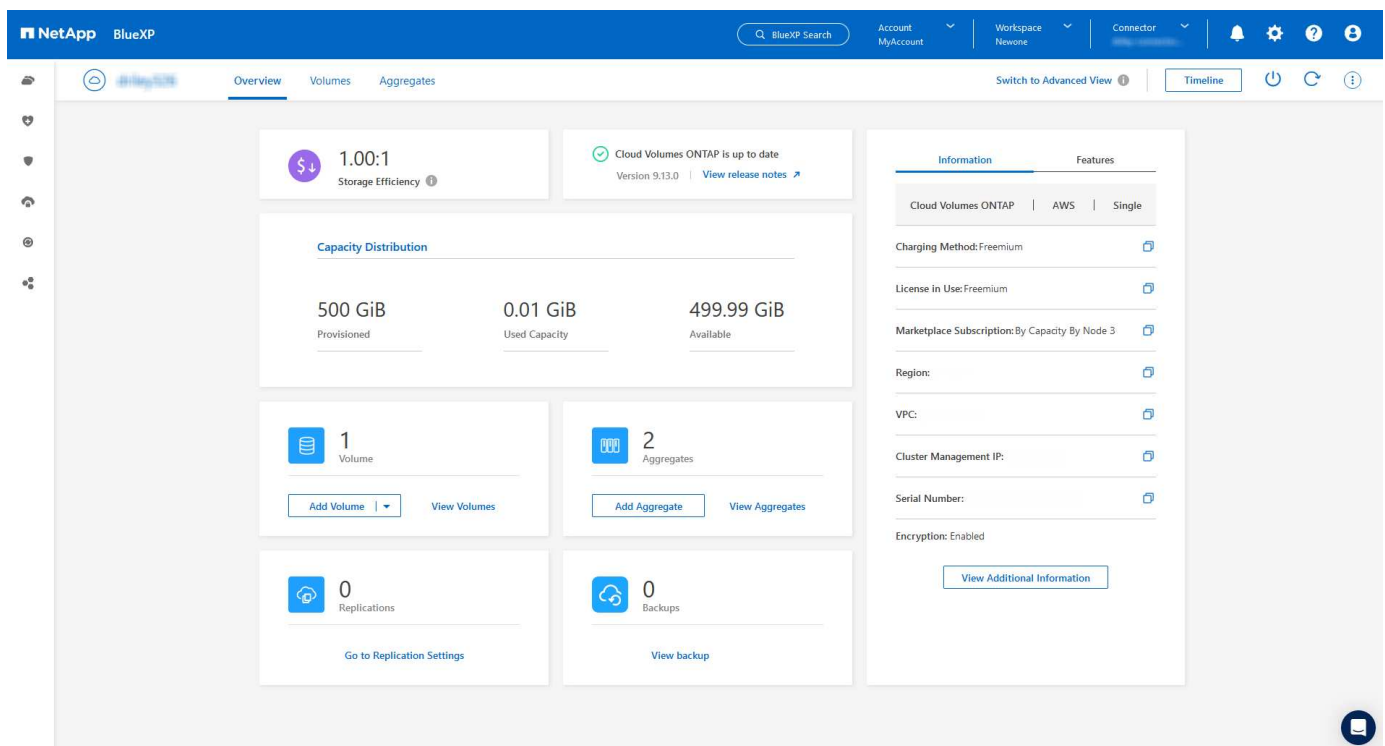 NetApp BlueXP
BlueXP Search
Account
MyAccount
Workspace
Newone
Connector
Overview
Volumes
Aggregates
Switch to Advanced View
Timeline
1.00:1
Storage Efficiency
Cloud Volumes ONTAP is up to date
Version 9.13.0 | View release notes
Capacity Distribution
500 GiB
Provisioned
0.01 GiB
Used Capacity
499.99 GiB
Available
1
Volume
Add Volume
View Volumes
2
Aggregates
Add Aggregate
View Aggregates
0
Replications
Go to Replication Settings
0
Backups
View backup
Information
Features
Cloud Volumes ONTAP | AWS | Single
Charging Method: Freemium
License in Use: Freemium
Marketplace Subscription: By Capacity By Node 3
Region:
VPC:
Cluster Management IP:
Serial Number:
Encryption: Enabled
View Additional Information